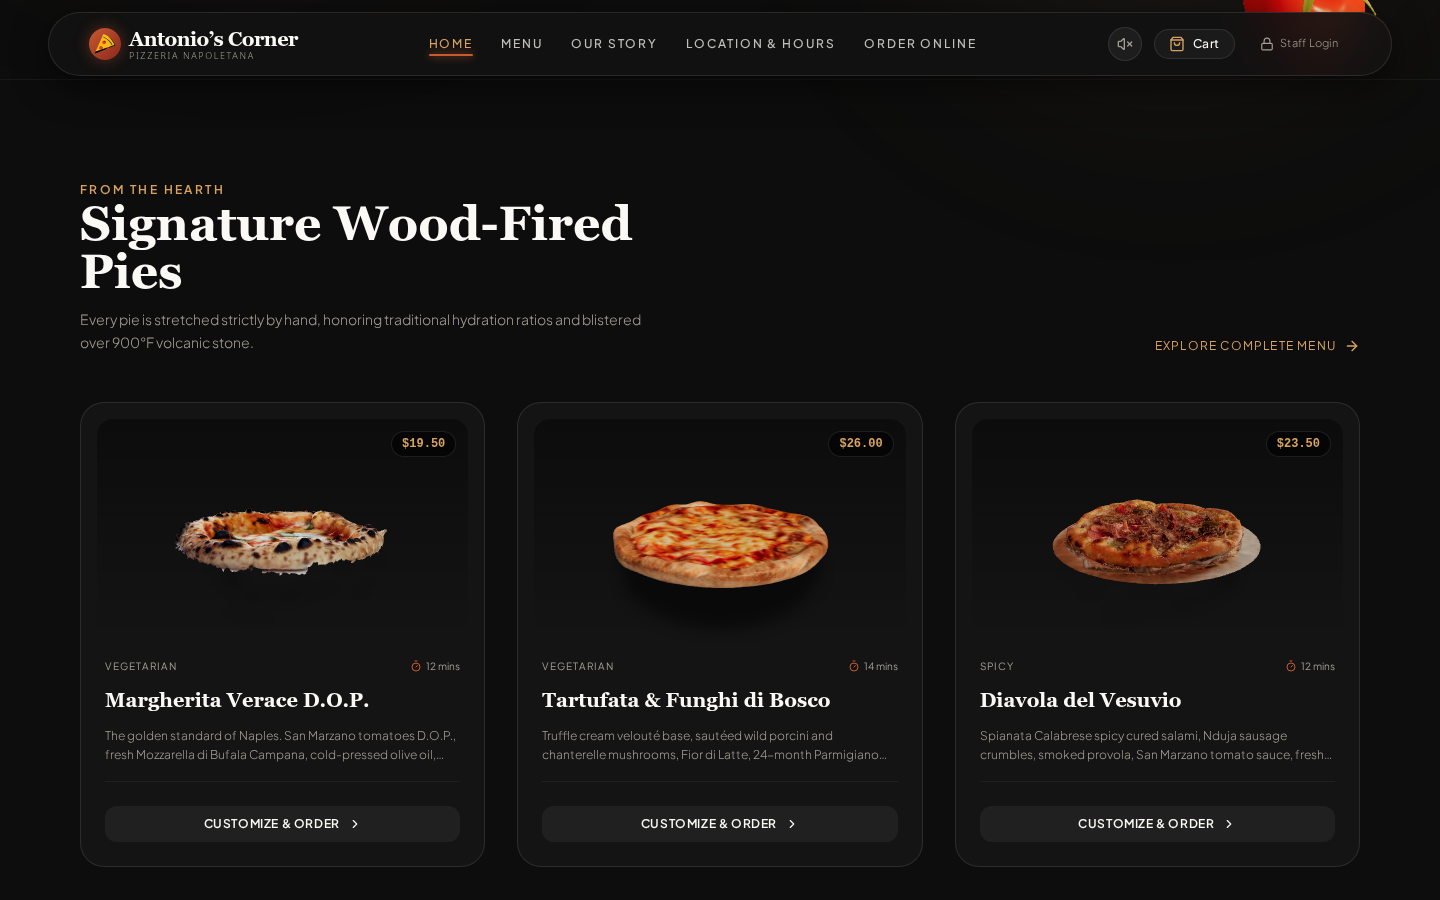 Antonio’s Corner
PIZZERIA NAPOLETANA
HOME
MENU
OUR STORY
LOCATION & HOURS
ORDER ONLINE
Cart
Staff Login
FROM THE HEARTH
Signature Wood-Fired
Pies
Every pie is stretched strictly by hand, honoring traditional hydration ratios and blistered
over 900°F volcanic stone.
EXPLORE COMPLETE MENU
$19.50
VEGETARIAN
12 mins
Margherita Verace D.O.P.
The golden standard of Naples. San Marzano tomatoes D.O.P.,
fresh Mozzarella di Bufala Campana, cold-pressed olive oil,…
CUSTOMIZE & ORDER
$26.00
VEGETARIAN
14 mins
Tartufata & Funghi di Bosco
Truffle cream velouté base, sautéed wild porcini and
chanterelle mushrooms, Fior di Latte, 24-month Parmigiano…
CUSTOMIZE & ORDER
$23.50
SPICY
12 mins
Diavola del Vesuvio
Spianata Calabrese spicy cured salami, Nduja sausage
crumbles, smoked provola, San Marzano tomato sauce, fresh…
CUSTOMIZE & ORDER